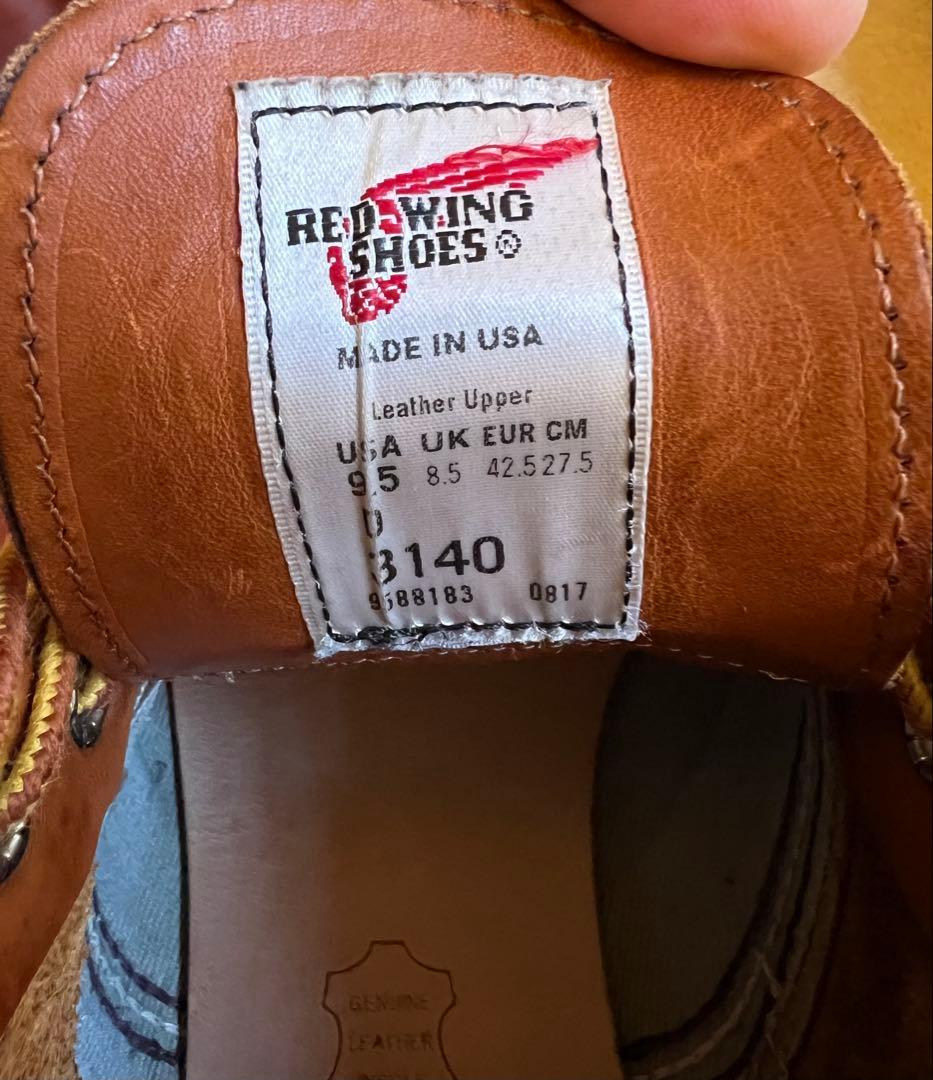 RED WING
SHOES®
MADE IN USA
Leather Upper
USA UK EUR CM
9.5 8.5 42.5 27.5
D
3140
9588183 0817
GENUINE
LEATHER